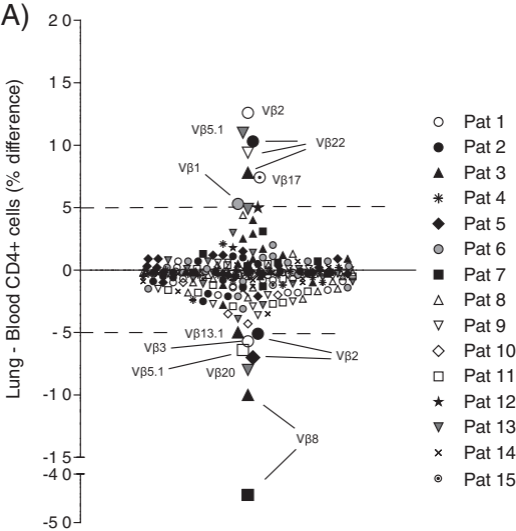 A)
Lung - Blood CD4+ cells (% difference)
20
10
5
0
-5
-10
-15
-40
-50
Vβ2
Vβ5.1
Vβ22
Vβ1
Vβ17
Vβ13.1
Vβ3
Vβ2
Vβ5.1
Vβ20
Vβ8
Pat 1
Pat 2
Pat 3
Pat 4
Pat 5
Pat 6
Pat 7
Pat 8
Pat 9
Pat 10
Pat 11
Pat 12
Pat 13
Pat 14
Pat 15